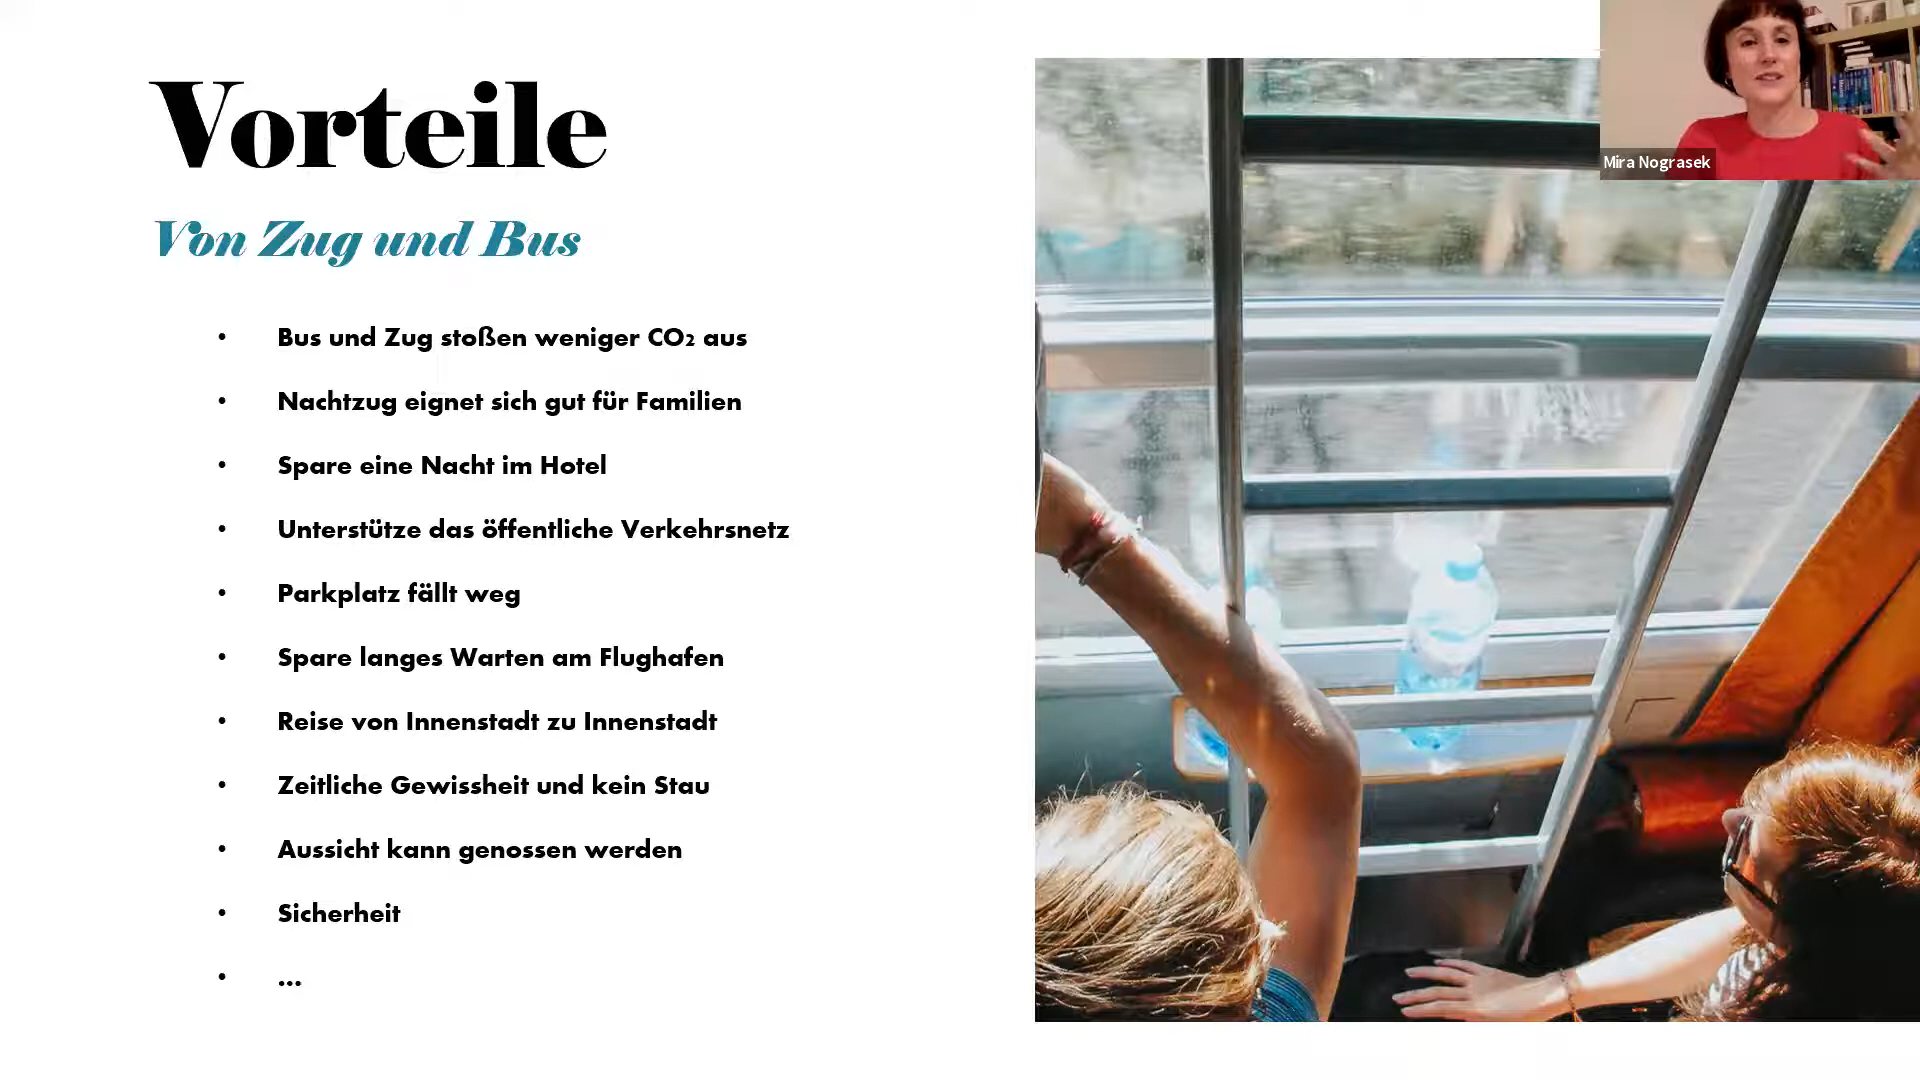 Vorteile
Von Zug und Bus
• Bus und Zug stoßen weniger CO₂ aus
• Nachtzug eignet sich gut für Familien
• Spare eine Nacht im Hotel
• Unterstütze das öffentliche Verkehrsnetz
• Parkplatz fällt weg
• Spare langes Warten am Flughafen
• Reise von Innenstadt zu Innenstadt
• Zeitliche Gewissheit und kein Stau
• Aussicht kann genossen werden
• Sicherheit
• ...
Mira Nograsek